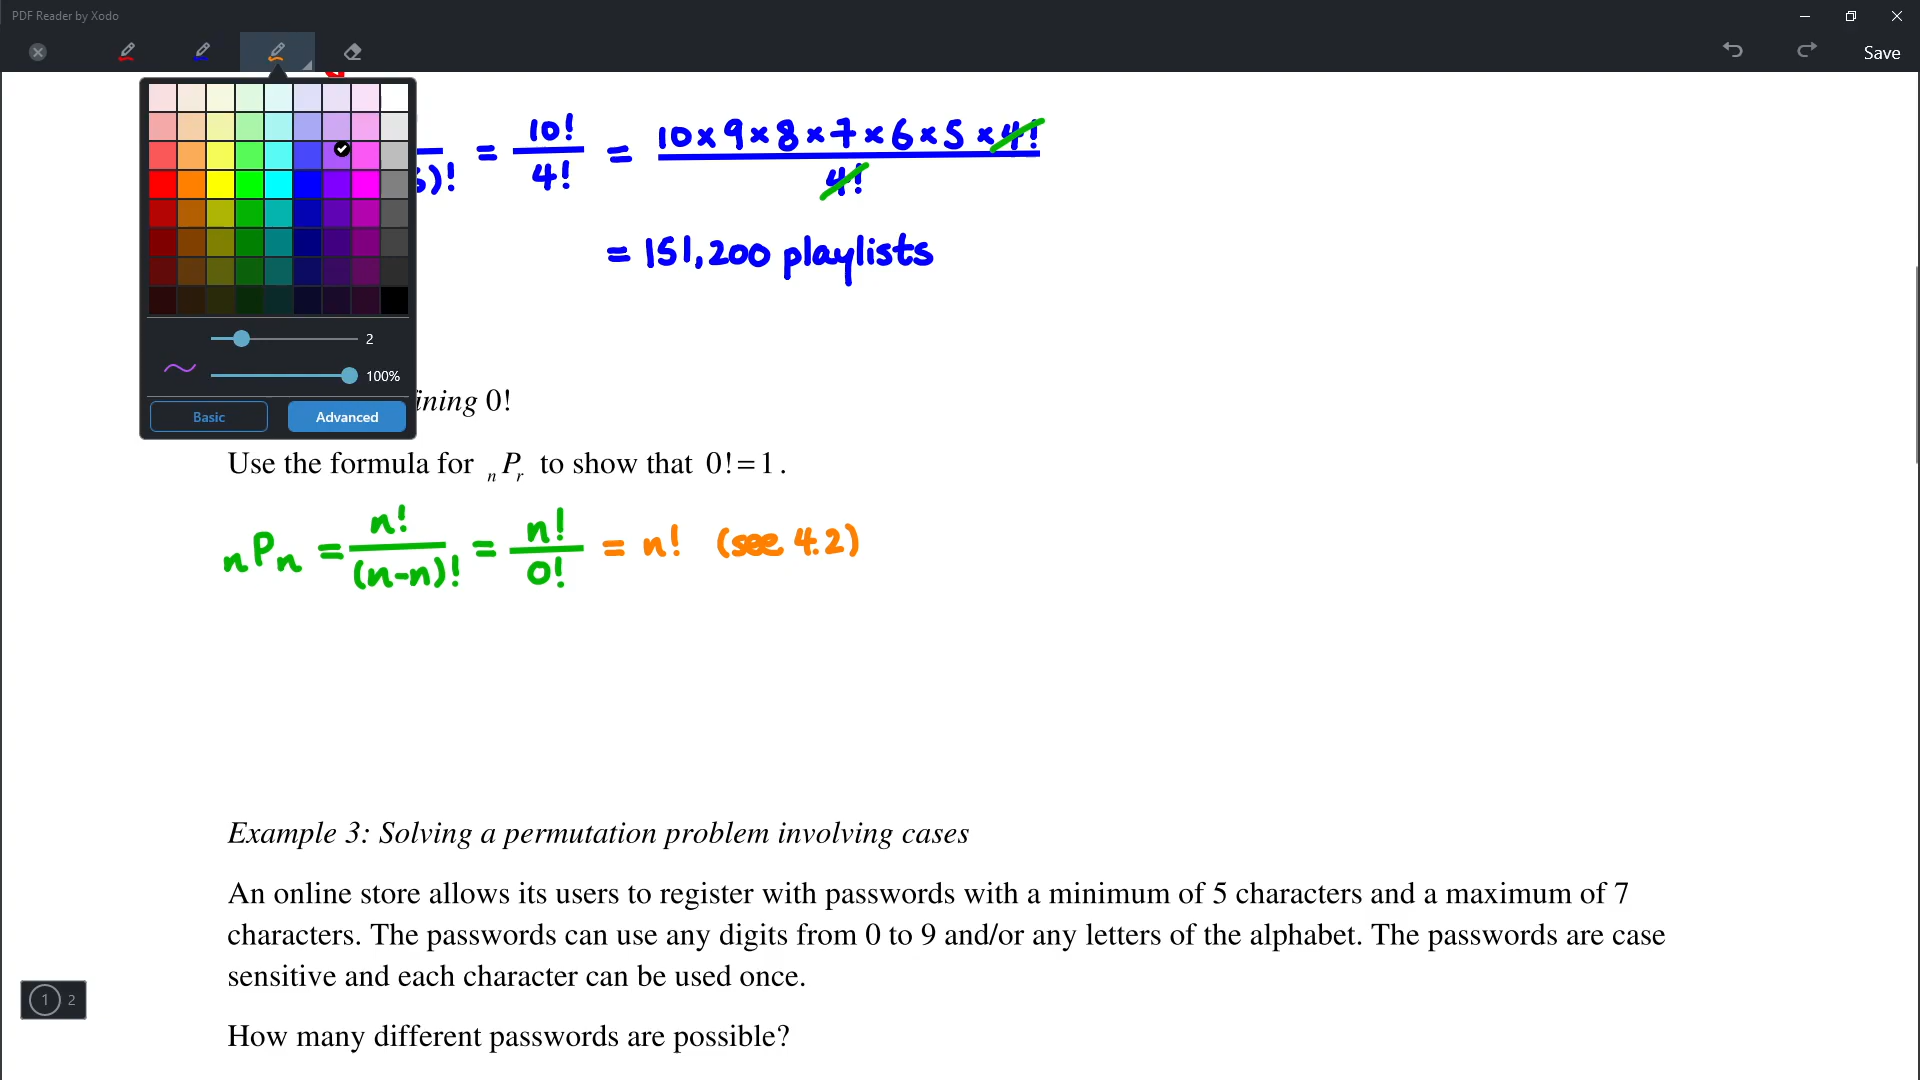 PDF Reader by Xodo
Save
= 10!/4! = 10×9×8×7×6×5×4!/4!
)!
= 151,200 playlists
2
100%
Basic Advanced
ining 0!
Use the formula for nPr to show that 0!=1.
nPn = n!/(n-n)! = n!/0! = n! (see 4.2)
Example 3: Solving a permutation problem involving cases
An online store allows its users to register with passwords with a minimum of 5 characters and a maximum of 7
characters. The passwords can use any digits from 0 to 9 and/or any letters of the alphabet. The passwords are case
sensitive and each character can be used once.
1 2
How many different passwords are possible?